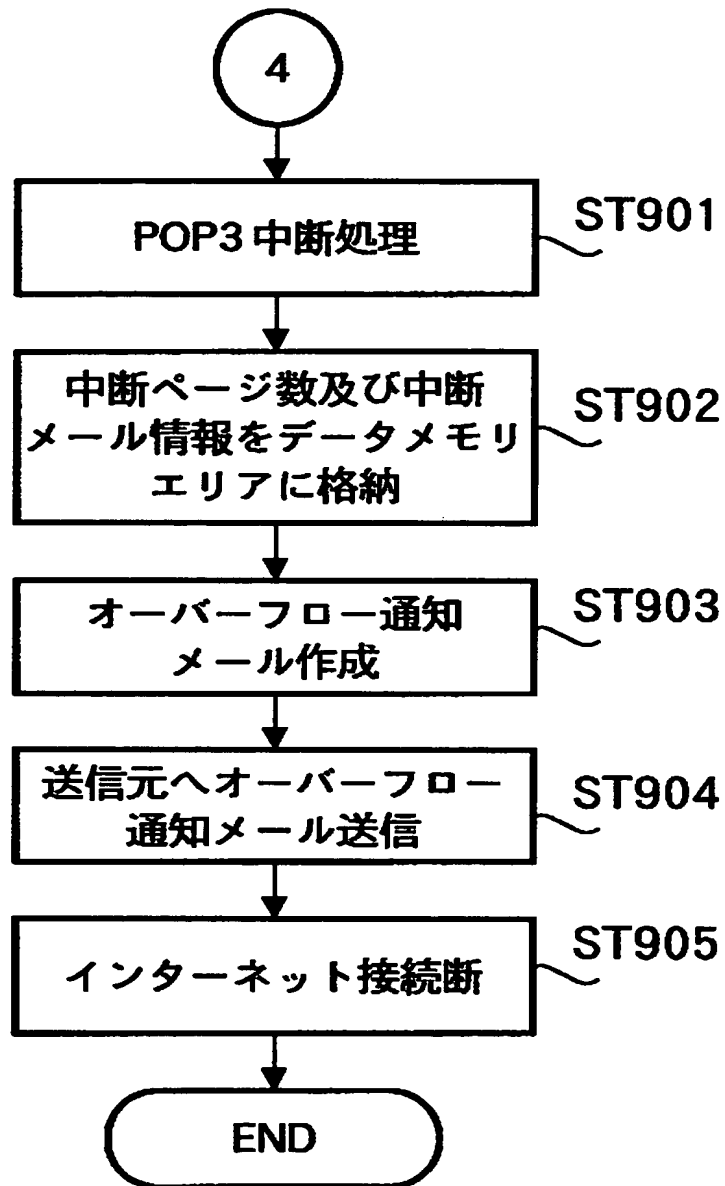 4
POP3中断処理
ST901
中断ページ数及び中断
メール情報をデータメモリ
エリアに格納
ST902
オーバーフロー通知
メール作成
ST903
送信元へオーバーフロー
通知メール送信
ST904
インターネット接続断
ST905
END